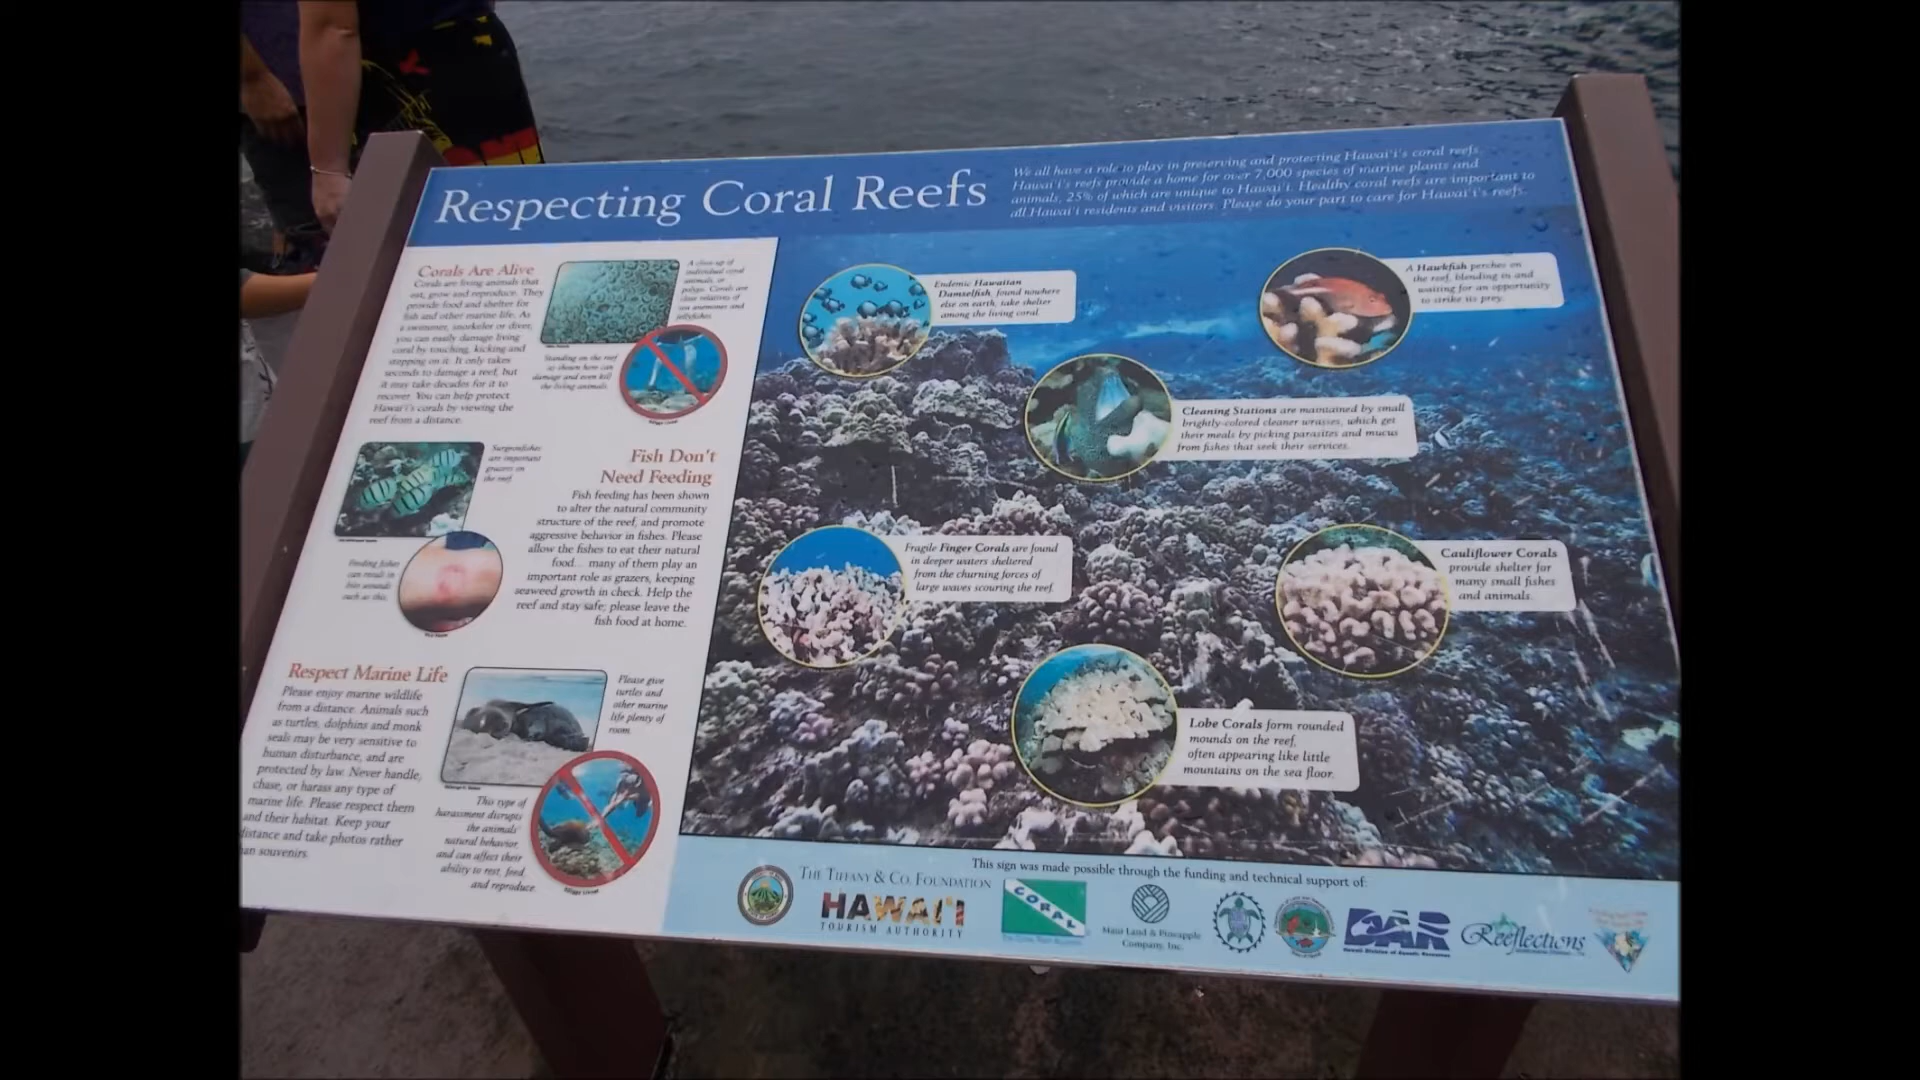 Respecting Coral Reefs
We all have a role to play in preserving and protecting Hawai'i's coral reefs.
Hawai'i's reefs provide a home for over 7,000 species of marine plants and
animals, 25% of which are unique to Hawai'i. Healthy coral reefs are important to
all Hawai'i residents and visitors. Please do your part to care for Hawai'i's reefs.
Corals Are Alive
Corals are living animals that
eat, grow and reproduce. They
provide food and shelter for
fish and other marine life. As
a swimmer, snorkeler or diver,
you can easily damage living
coral by touching, kicking and
stepping on it. It only takes
seconds to damage a reef, but
it may take decades for it to
recover. You can help protect
Hawai'i's corals by viewing the
reef from a distance.
A close-up of
individual coral
animals, or
polyps. Corals are
close relatives of
sea anemones and
jellyfishes.
Standing on the reef
as shown here can
damage and even kill
the living animals.
Surgeonfishes
are important
grazers on
the reef.
Fish Don't
Need Feeding
Fish feeding has been shown
to alter the natural community
structure of the reef, and promote
aggressive behavior in fishes. Please
allow the fishes to eat their natural
food... many of them play an
important role as grazers, keeping
seaweed growth in check. Help the
reef and stay safe; please leave the
fish food at home.
Feeding fishes
can result in
bite wounds
such as this.
Respect Marine Life
Please enjoy marine wildlife
from a distance. Animals such
as turtles, dolphins and monk
seals may be very sensitive to
human disturbance, and are
protected by law. Never handle,
chase, or harass any type of
marine life. Please respect them
and their habitat. Keep your
distance and take photos rather
an souvenirs.
Please give
turtles and
other marine
life plenty of
room.
This type of
harassment disrupts
the animals'
natural behavior
and can affect their
ability to rest, feed,
and reproduce.
Endemic Hawaiian
Damselfish, found nowhere
else on earth, take shelter
among the living coral.
A Hawkfish perches on
the reef, blending in and
waiting for an opportunity
to strike its prey.
Cleaning Stations are maintained by small
brightly-colored cleaner wrasses, which get
their meals by picking parasites and mucus
from fishes that seek their services.
Fragile Finger Corals are found
in deeper waters sheltered
from the churning forces of
large waves scouring the reef.
Cauliflower Corals
provide shelter for
many small fishes
and animals.
Lobe Corals form rounded
mounds on the reef,
often appearing like little
mountains on the sea floor.
This sign was made possible through the funding and technical support of:
THE TIFFANY & CO. FOUNDATION
HAWAI'I
TOURISM AUTHORITY
CORAL
Maui Land & Pineapple
Company, Inc.
DAR
Hawaii Division of Aquatic Resources
Reeflections